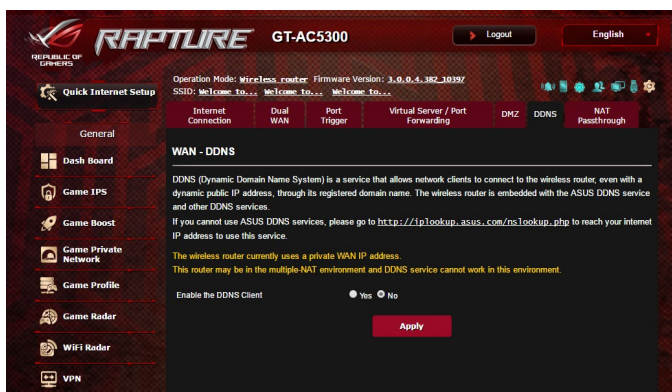 REPUBLIC OF
GAMERS
RAPTURE
GT-AC5300
Logout
English
Quick Internet Setup
Operation Mode: Wireless router Firmware Version: 3.0.0.4.382_10397
SSID: Welcome to... Welcome to... Welcome to...
Internet
Connection
Dual
WAN
Port
Trigger
Virtual Server / Port
Forwarding
DMZ
DDNS
NAT
Passthrough
General
Dash Board
Game IPS
Game Boost
Game Private
Network
Game Profile
Game Radar
WiFi Radar
VPN
WAN - DDNS
DDNS (Dynamic Domain Name System) is a service that allows network clients to connect to the wireless router, even with a
dynamic public IP address, through its registered domain name. The wireless router is embedded with the ASUS DDNS service
and other DDNS services.
If you cannot use ASUS DDNS services, please go to http://iplookup.asus.com/nslookup.php to reach your internet
IP address to use this service.
The wireless router currently uses a private WAN IP address.
This router may be in the multiple-NAT environment and DDNS service cannot work in this environment.
Enable the DDNS Client
Yes
No
Apply